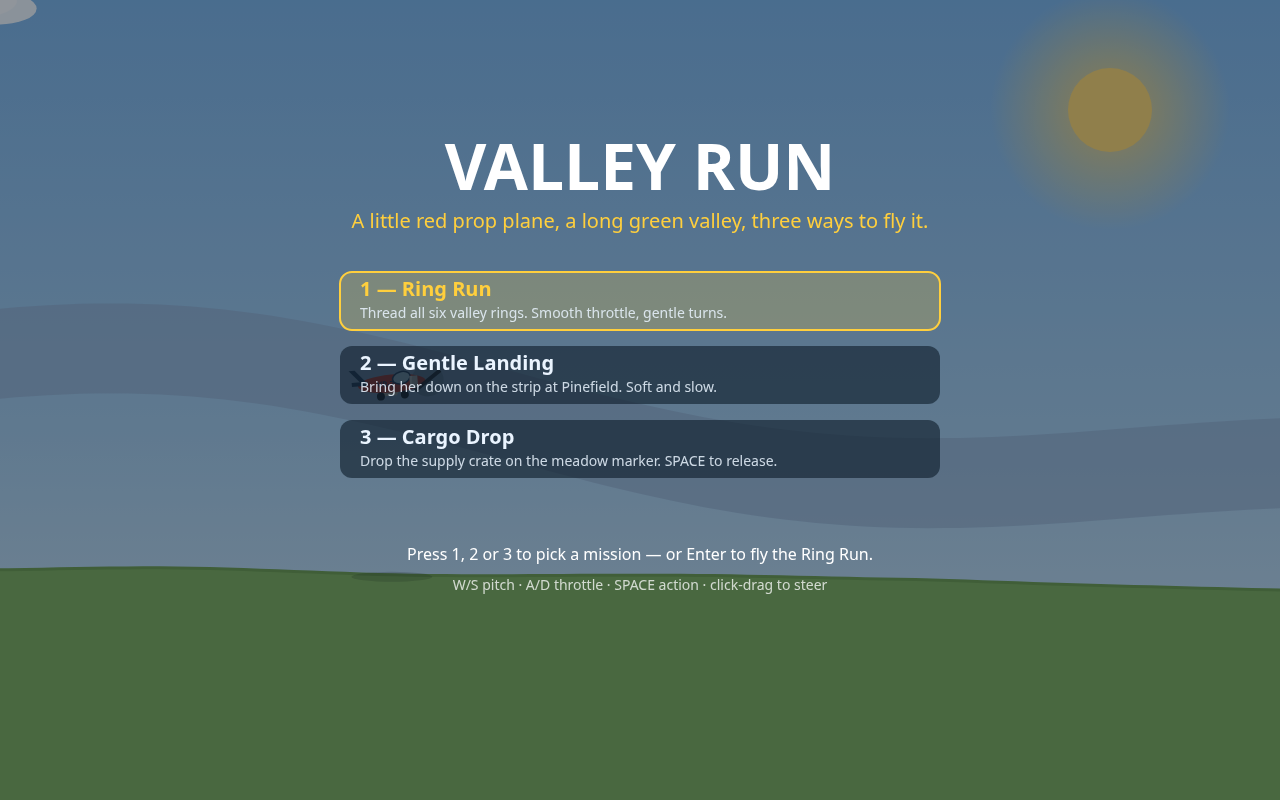 VALLEY RUN
A little red prop plane, a long green valley, three ways to fly it.
1 — Ring Run
Thread all six valley rings. Smooth throttle, gentle turns.
2 — Gentle Landing
Bring her down on the strip at Pinefield. Soft and slow.
3 — Cargo Drop
Drop the supply crate on the meadow marker. SPACE to release.
Press 1, 2 or 3 to pick a mission — or Enter to fly the Ring Run.
W/S pitch · A/D throttle · SPACE action · click-drag to steer